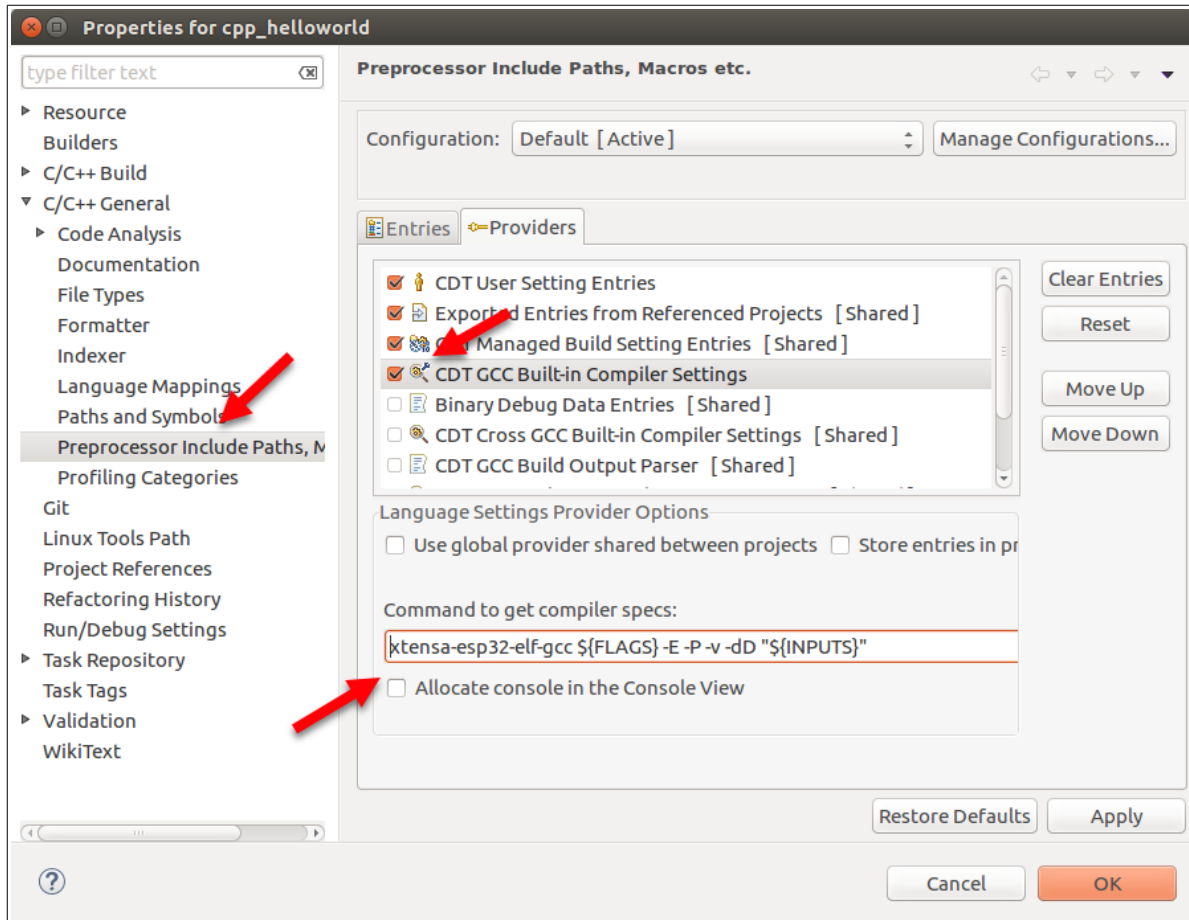 Properties for cpp_helloworld
type filter text
Resource
Builders
C/C++ Build
C/C++ General
Code Analysis
Documentation
File Types
Formatter
Indexer
Language Mappings
Paths and Symbols
Preprocessor Include Paths, M
Profiling Categories
Git
Linux Tools Path
Project References
Refactoring History
Run/Debug Settings
Task Repository
Task Tags
Validation
WikiText
Preprocessor Include Paths, Macros etc.
Configuration: Default [ Active ] Manage Configurations...
Entries Providers
CDT User Setting Entries
Exported Entries from Referenced Projects [ Shared ]
Managed Build Setting Entries [ Shared ]
CDT GCC Built-in Compiler Settings
Binary Debug Data Entries [ Shared ]
CDT Cross GCC Built-in Compiler Settings [ Shared ]
CDT GCC Build Output Parser [ Shared ]
Clear Entries
Reset
Move Up
Move Down
Language Settings Provider Options
Use global provider shared between projects Store entries in pr
Command to get compiler specs:
xtensa-esp32-elf-gcc ${FLAGS} -E -P -v -dD "${INPUTS}"
Allocate console in the Console View
Restore Defaults Apply
Cancel OK